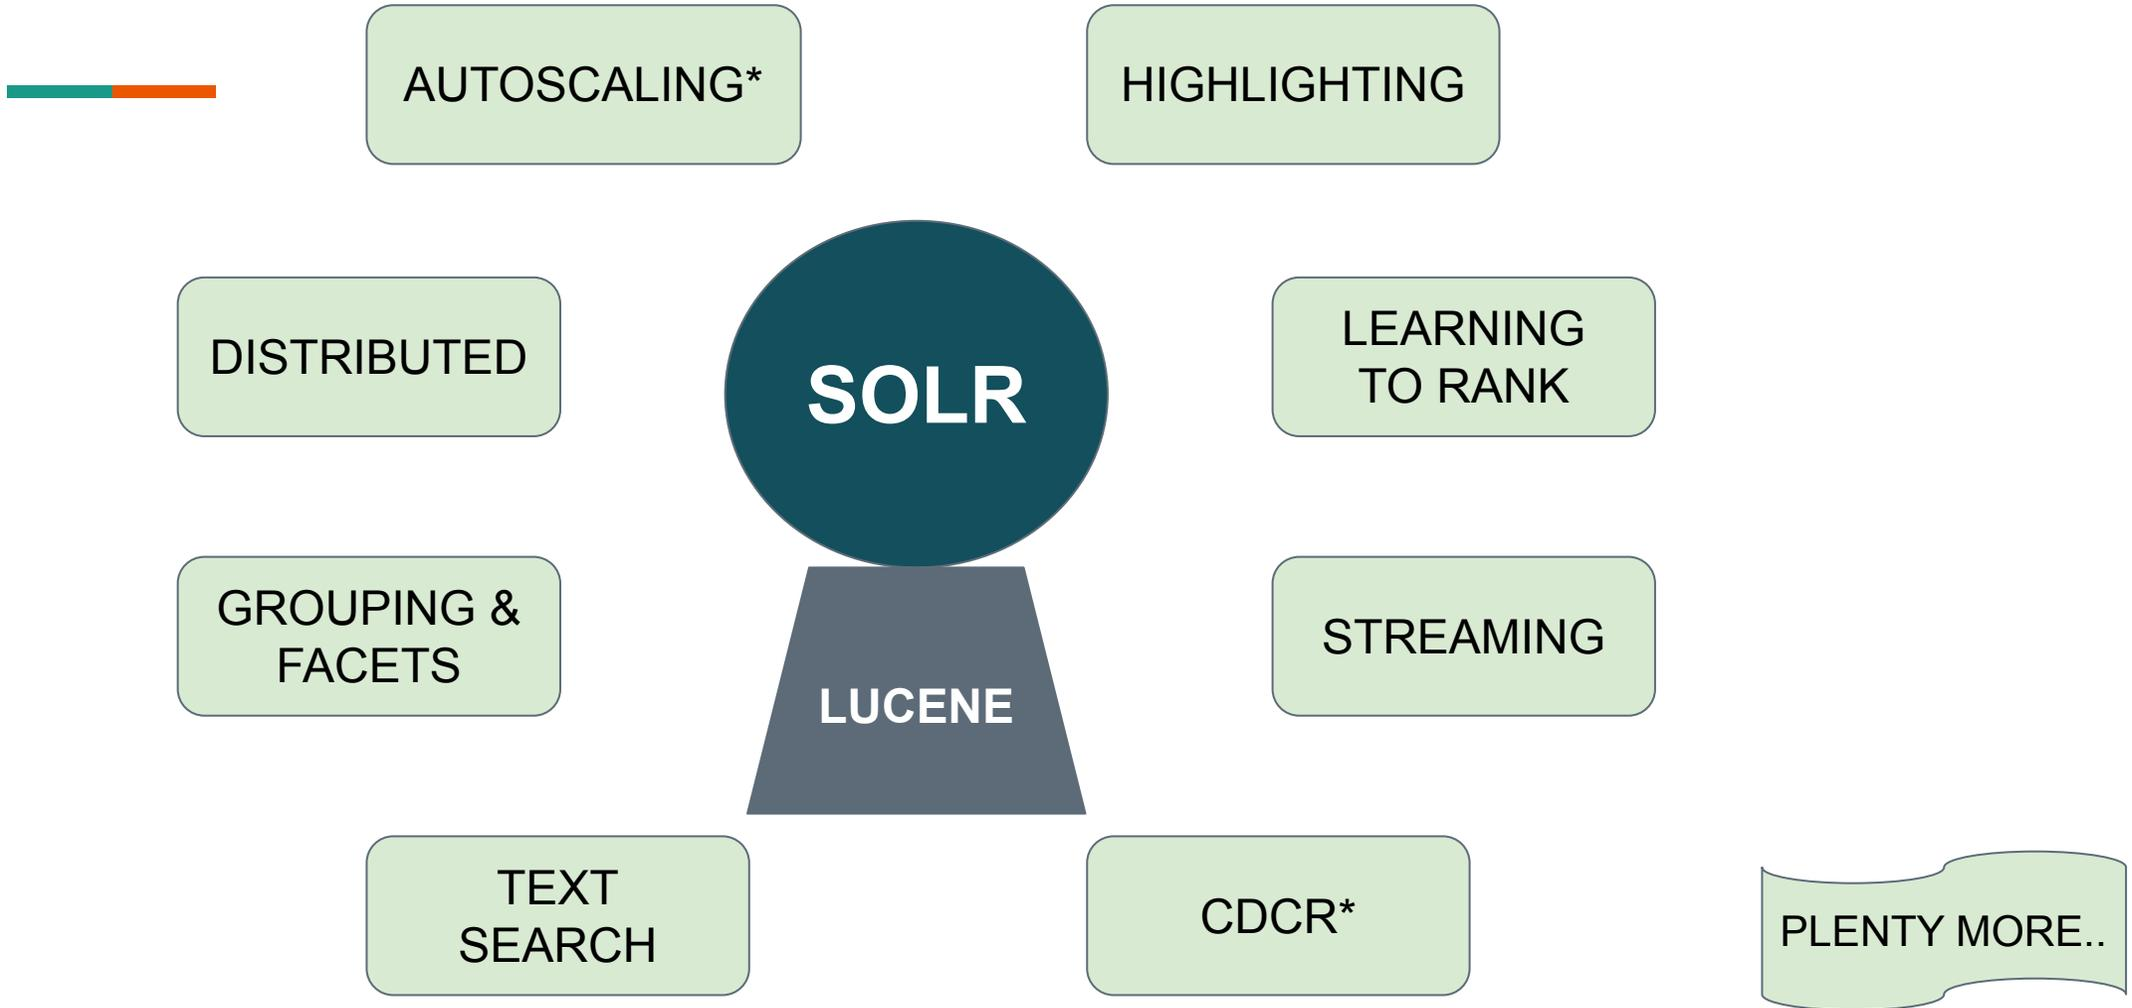 AUTOSCALING*
HIGHLIGHTING
DISTRIBUTED
SOLR
LEARNING
TO RANK
GROUPING &
FACETS
LUCENE
STREAMING
TEXT
SEARCH
CDCR*
PLENTY MORE..